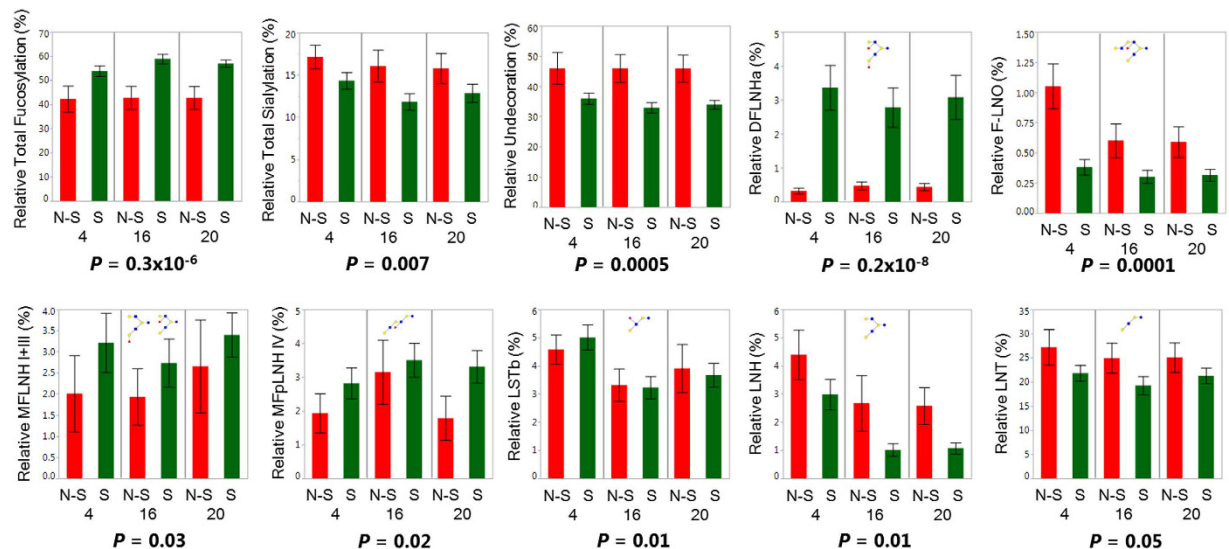 Relative Total Fucosylation (%)
70
60
50
40
30
20
10
0
N-S S N-S S N-S S
4 16 20
P = 0.3x10-6
Relative Total Sialylation (%)
20
15
10
5
0
N-S S N-S S N-S S
4 16 20
P = 0.007
Relative Undecoration (%)
60
50
40
30
20
10
0
N-S S N-S S N-S S
4 16 20
P = 0.0005
Relative DFLNHa (%)
5
4
3
2
1
0
N-S S N-S S N-S S
4 16 20
P = 0.2x10-8
Relative F-LNO (%)
1.50
1.25
1.00
0.75
0.50
0.25
0.00
N-S S N-S S N-S S
4 16 20
P = 0.0001
Relative MFLNH I+III (%)
4.0
3.5
3.0
2.5
2.0
1.5
1.0
0.5
0.0
N-S S N-S S N-S S
4 16 20
P = 0.03
Relative MFpLNH IV (%)
5
4
3
2
1
0
N-S S N-S S N-S S
4 16 20
P = 0.02
Relative LSTb (%)
6
5
4
3
2
1
0
N-S S N-S S N-S S
4 16 20
P = 0.01
Relative LNH (%)
6
5
4
3
2
1
0
N-S S N-S S N-S S
4 16 20
P = 0.01
Relative LNT (%)
35
30
25
20
15
10
5
0
N-S S N-S S N-S S
4 16 20
P = 0.05